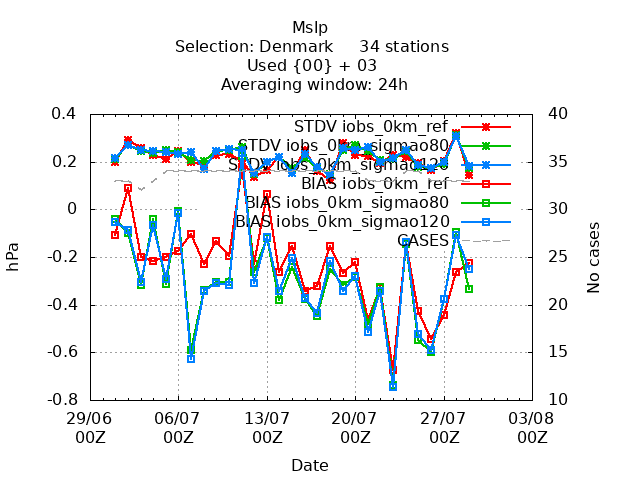 Mslp
Selection: Denmark     34 stations
Used {00} + 03
Averaging window: 24h
0.4
0.2
0
-0.2
-0.4
-0.6
-0.8
hPa
40
35
30
25
20
15
10
No cases
STDV iobs_0km_ref
STDV iobs_0km_sigmao80
STDV iobs_0km_sigmao120
BIAS iobs_0km_ref
BIAS iobs_0km_sigmao80
BIAS iobs_0km_sigmao120
CASES
29/06 06/07 13/07 20/07 27/07 03/08
00Z 00Z 00Z 00Z 00Z 00Z
Date